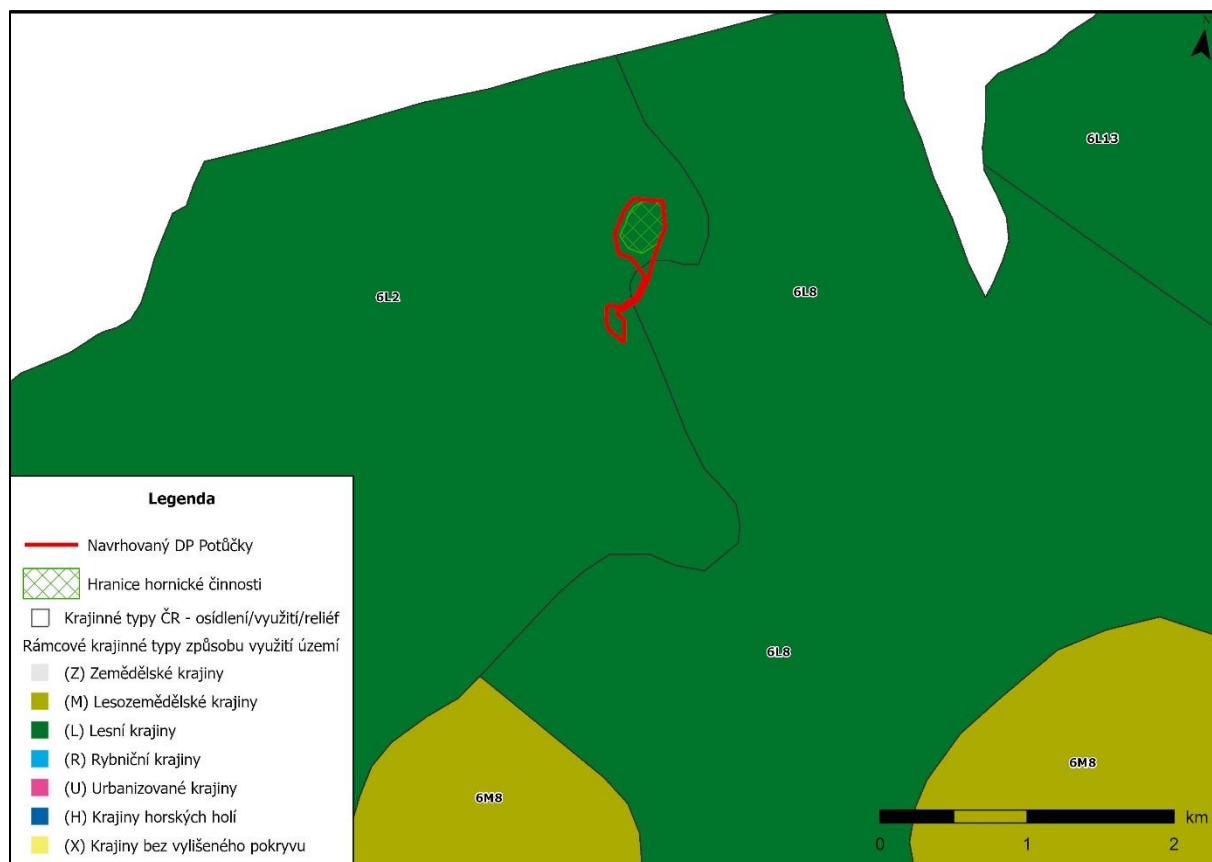 N
6L13
6L2
6L8
6L8
6M8
6M8
Legenda
Navrhovaný DP Potůčky
Hranice hornické činnosti
Krajinné typy ČR - osídlení/využití/reliéf
Rámcové krajinné typy způsobu využití území
(Z) Zemědělské krajiny
(M) Lesozemědělské krajiny
(L) Lesní krajiny
(R) Rybniční krajiny
(U) Urbanizované krajiny
(H) Krajiny horských holí
(X) Krajiny bez vylišeného pokryvu
km
0 1 2